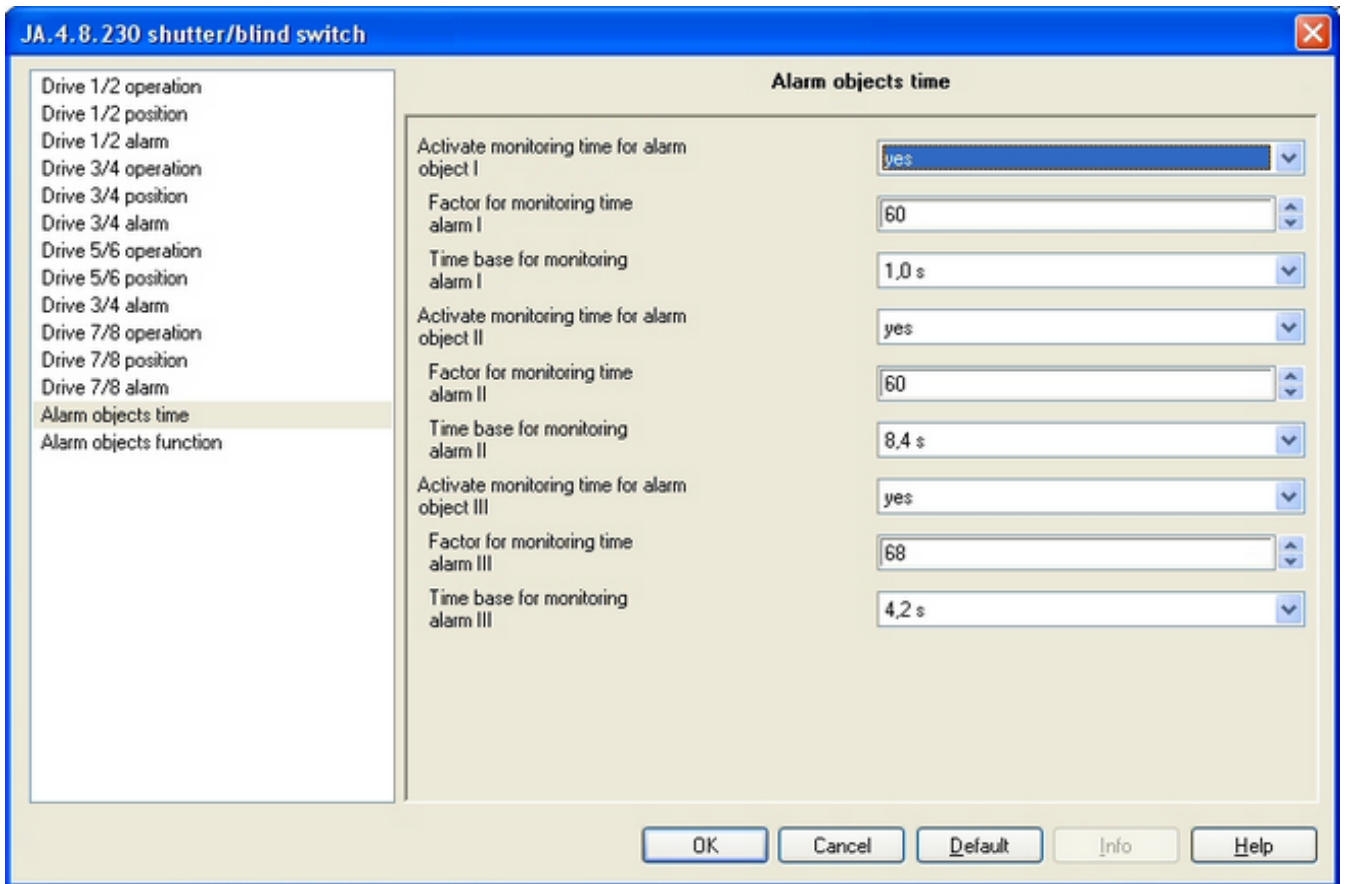 JA.4.8.230 shutter/blind switch
Drive 1/2 operation
Drive 1/2 position
Drive 1/2 alarm
Drive 3/4 operation
Drive 3/4 position
Drive 3/4 alarm
Drive 5/6 operation
Drive 5/6 position
Drive 3/4 alarm
Drive 7/8 operation
Drive 7/8 position
Drive 7/8 alarm
Alarm objects time
Alarm objects function
Alarm objects time
Activate monitoring time for alarm
object I
yes
Factor for monitoring time
alarm I
60
Time base for monitoring
alarm I
1,0 s
Activate monitoring time for alarm
object II
yes
Factor for monitoring time
alarm II
60
Time base for monitoring
alarm II
8,4 s
Activate monitoring time for alarm
object III
yes
Factor for monitoring time
alarm III
68
Time base for monitoring
alarm III
4,2 s
OK
Cancel
Default
Info
Help